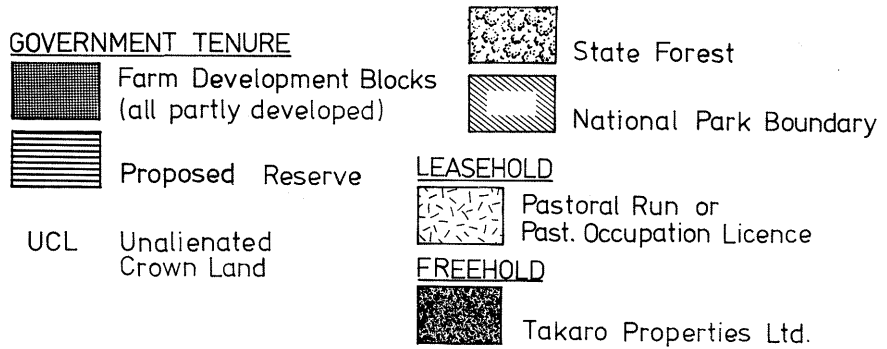 GOVERNMENT TENURE
Farm Development Blocks
(all partly developed)
Proposed Reserve
UCL Unalienated
Crown Land
State Forest
National Park Boundary
LEASEHOLD
Pastoral Run or
Past. Occupation Licence
FREEHOLD
Takaro Properties Ltd.